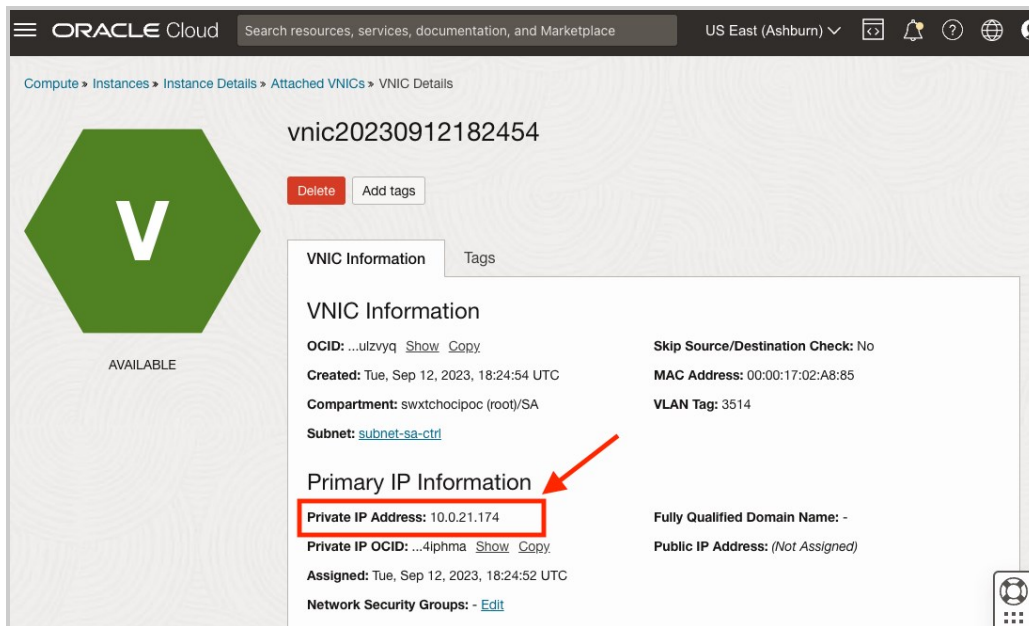 ORACLE Cloud Search resources, services, documentation, and Marketplace US East (Ashburn)
Compute » Instances » Instance Details » Attached VNICs » VNIC Details
vnic20230912182454
Delete Add tags
V
AVAILABLE
VNIC Information Tags
VNIC Information
OCID: ...ulzvyq Show Copy Skip Source/Destination Check: No
Created: Tue, Sep 12, 2023, 18:24:54 UTC MAC Address: 00:00:17:02:A8:85
Compartment: swxtchocipoc (root)/SA VLAN Tag: 3514
Subnet: subnet-sa-ctrl
Primary IP Information
Private IP Address: 10.0.21.174 Fully Qualified Domain Name: -
Private IP OCID: ...4iphma Show Copy Public IP Address: (Not Assigned)
Assigned: Tue, Sep 12, 2023, 18:24:52 UTC
Network Security Groups: - Edit